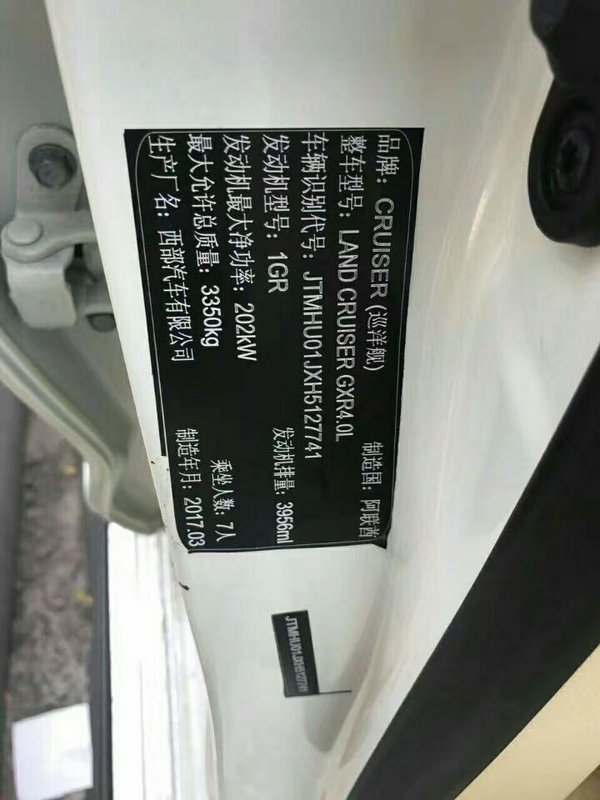 品牌：CRUISER (巡洋舰) 制造国：阿联酋
整车型号：LAND CRUISER GXR4.0L
车辆识别代号：JTMHU01JXH5127741
发动机型号：1GR 发动机排量：3956ml
发动机最大净功率：202kW 乘坐人数：7人
最大允许总质量：3350kg 制造年月：2017.03
生产厂名：西部汽车有限公司
JTMHU01JXH5127741